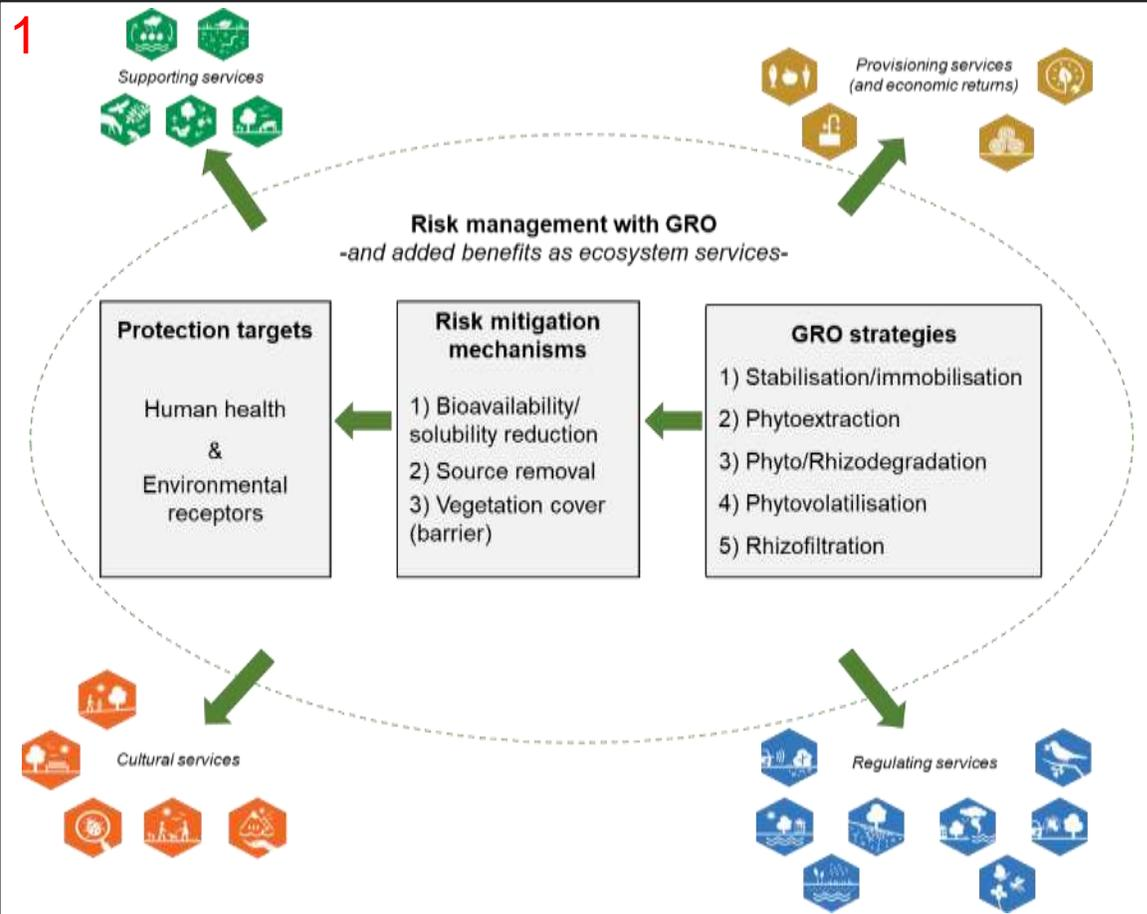 1
Supporting services
Provisioning services
(and economic returns)
Risk management with GRO
-and added benefits as ecosystem services-
Protection targets
Human health
&
Environmental
receptors
Risk mitigation
mechanisms
1) Bioavailability/
solubility reduction
2) Source removal
3) Vegetation cover
(barrier)
GRO strategies
1) Stabilisation/immobilisation
2) Phytoextraction
3) Phyto/Rhizodegradation
4) Phytovolatilisation
5) Rhizofiltration
Cultural services
Regulating services